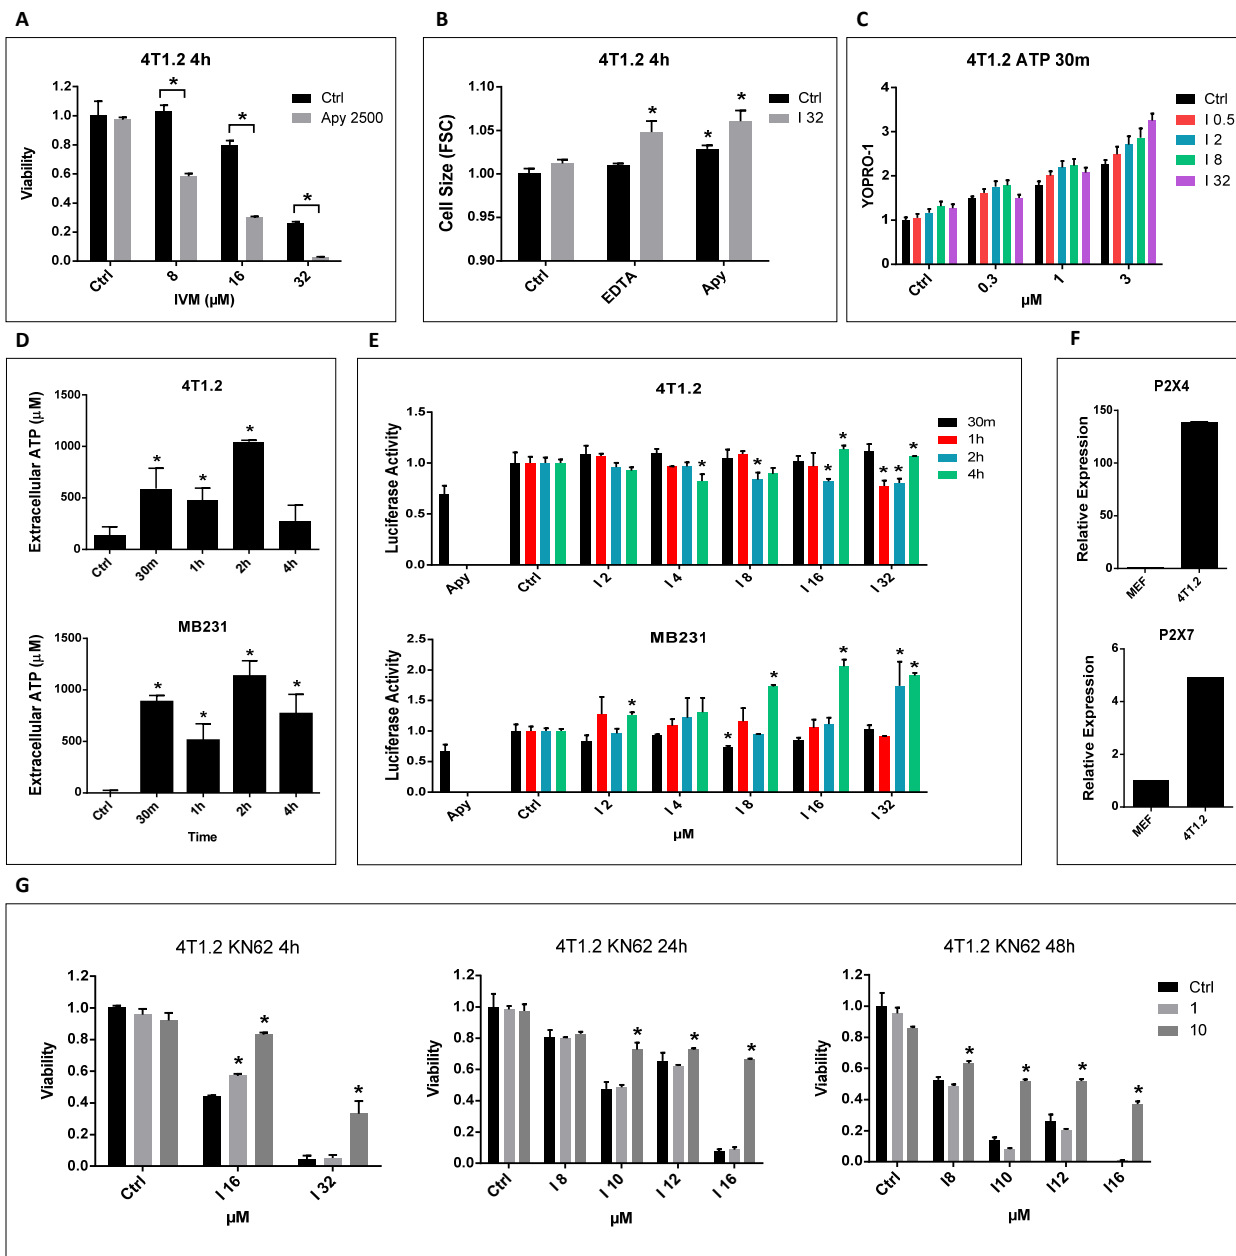 A
4T1.2 4h
Viability
1.2
1.0
0.8
0.6
0.4
0.2
0.0
*
*
*
Ctrl
Apy 2500
Ctrl
8
16
32
IVM (µM)
B
4T1.2 4h
Cell Size (FSC)
1.10
1.05
1.00
0.95
0.90
*
*
*
Ctrl
I 32
Ctrl
EDTA
Apy
C
4T1.2 ATP 30m
YOPRO-1
4
3
2
1
0
Ctrl
I 0.5
I 2
I 8
I 32
Ctrl
0.3
1
3
µM
D
4T1.2
Extracellular ATP (µM)
1500
1000
500
0
*
*
*
Ctrl
30m
1h
2h
4h
MB231
Extracellular ATP (µM)
1500
1000
500
0
*
*
*
*
Ctrl
30m
1h
2h
4h
Time
E
4T1.2
Luciferase Activity
1.5
1.0
0.5
0.0
*
*
*
*
*
*
*
*
30m
1h
2h
4h
Apy
Ctrl
I 2
I 4
I 8
I 16
I 32
MB231
Luciferase Activity
2.5
2.0
1.5
1.0
0.5
0.0
*
*
*
*
*
*
Apy
Ctrl
I 2
I 4
I 8
I 16
I 32
µM
F
P2X4
Relative Expression
150
100
50
0
MEF
4T1.2
P2X7
Relative Expression
6
4
2
0
MEF
4T1.2
G
4T1.2 KN62 4h
Viability
1.2
1.0
0.8
0.6
0.4
0.2
0.0
*
*
*
Ctrl
I 16
I 32
µM
4T1.2 KN62 24h
Viability
1.2
1.0
0.8
0.6
0.4
0.2
0.0
*
*
*
Ctrl
I 8
I 10
I 12
I 16
µM
4T1.2 KN62 48h
Viability
1.2
1.0
0.8
0.6
0.4
0.2
0.0
*
*
*
*
Ctrl
1
10
Ctrl
I8
I10
I12
I16
µM